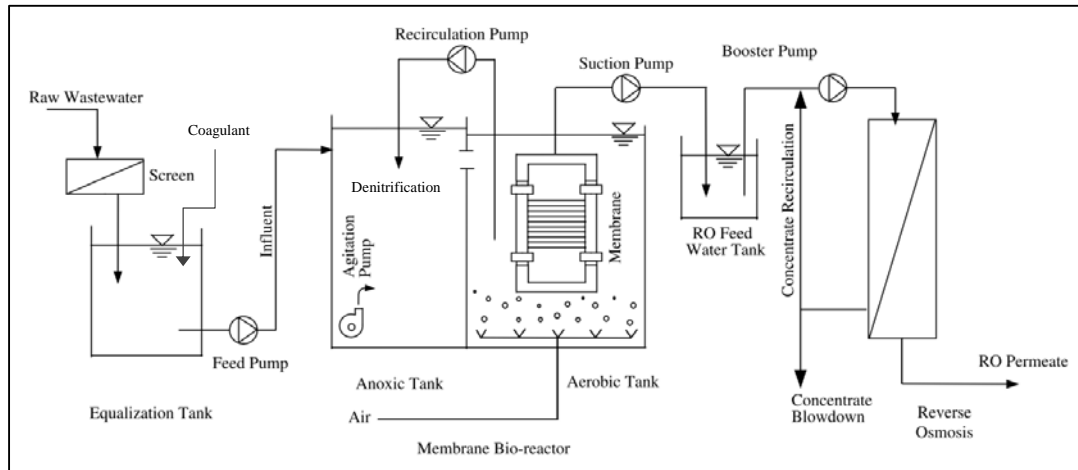 Recirculation Pump
Booster Pump
Suction Pump
Raw Wastewater
Coagulant
Screen
Denitrification
Influent
Agitation
Pump
Membrane
RO Feed
Water Tank
Concentrate Recirculation
Feed Pump
RO Permeate
Anoxic Tank
Aerobic Tank
Equalization Tank
Air
Concentrate
Blowdown
Reverse
Osmosis
Membrane Bio-reactor